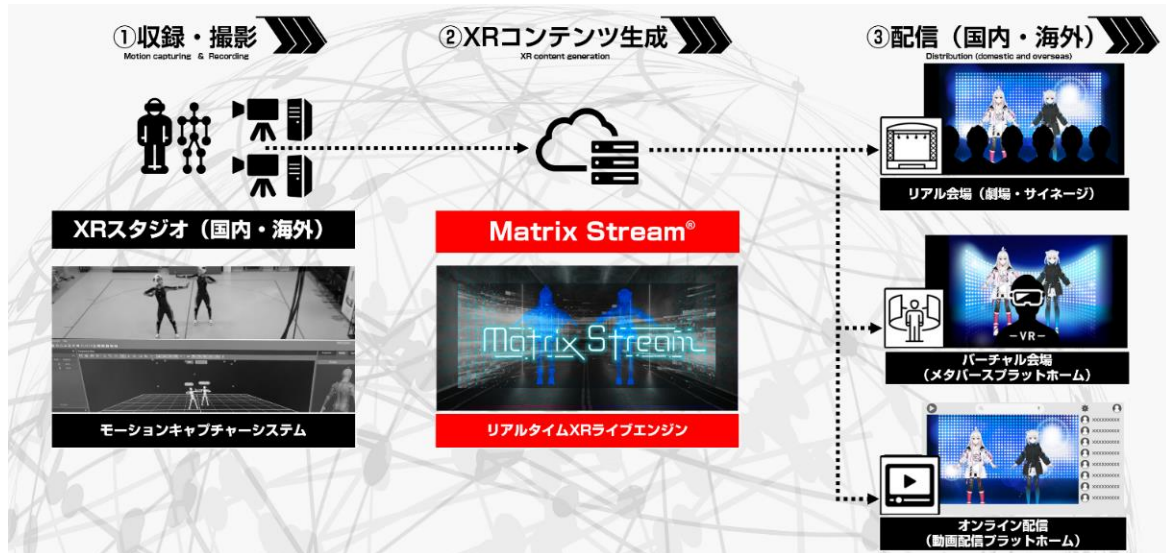 ①収録・撮影
Motion capturing & Recording
②XRコンテンツ生成
XR content generation
③配信（国内・海外）
Distribution (domestic and overseas)
リアル会場（劇場・サイネージ）
XRスタジオ（国内・海外）
Matrix Stream®
Matrix Stream
モーションキャプチャーシステム
リアルタイムXRライブエンジン
–VR–
バーチャル会場
（メタバースプラットホーム）
オンライン配信
（動画配信プラットホーム）